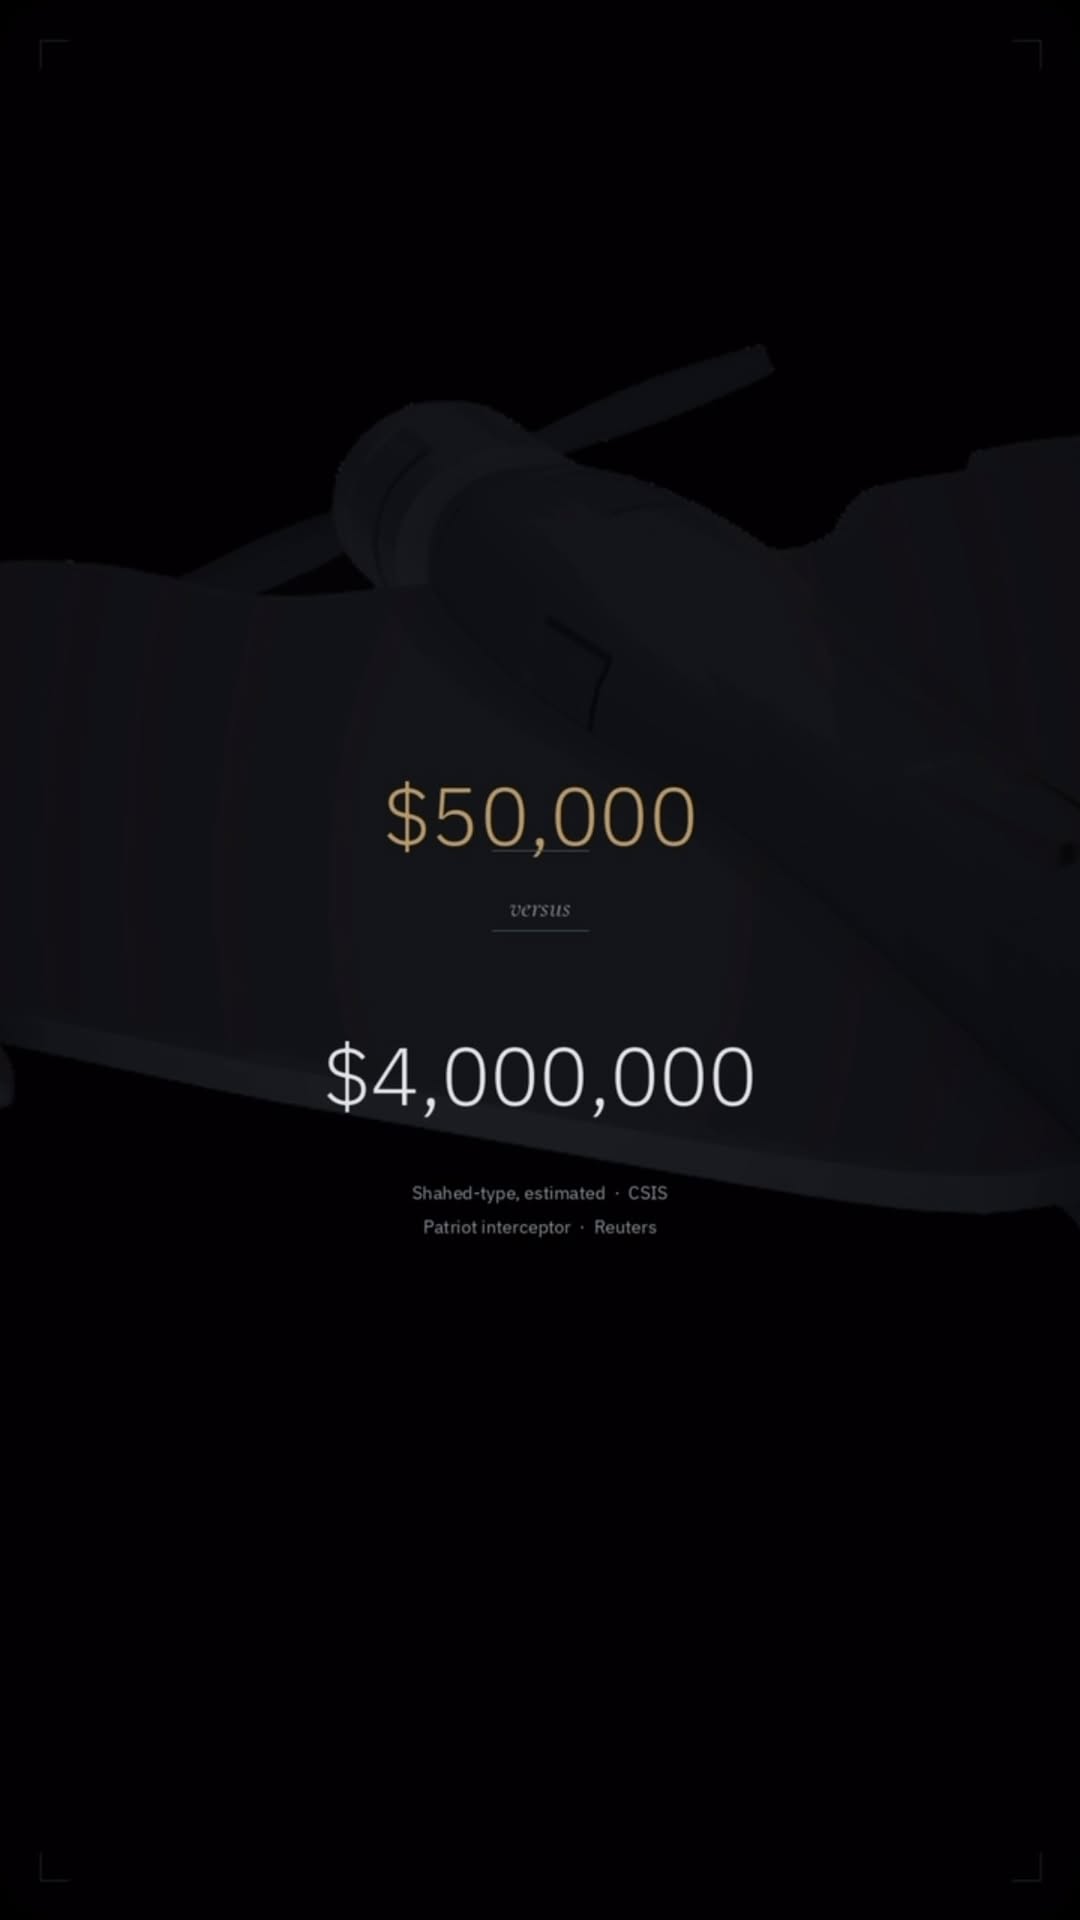 $50,000
versus
$4,000,000
Shahed-type, estimated · CSIS
Patriot interceptor · Reuters